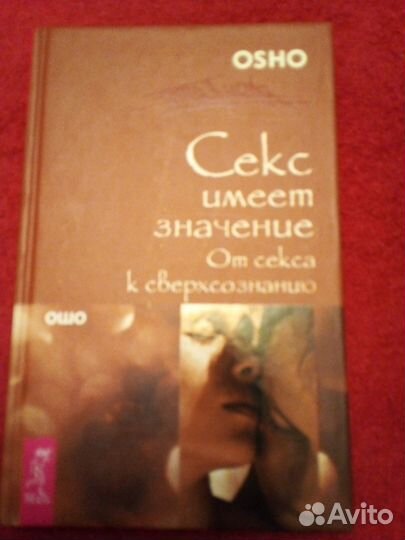 OSHO
Секс
имеет
значение
От секса
к сверхсознанию
ОШО
Avito